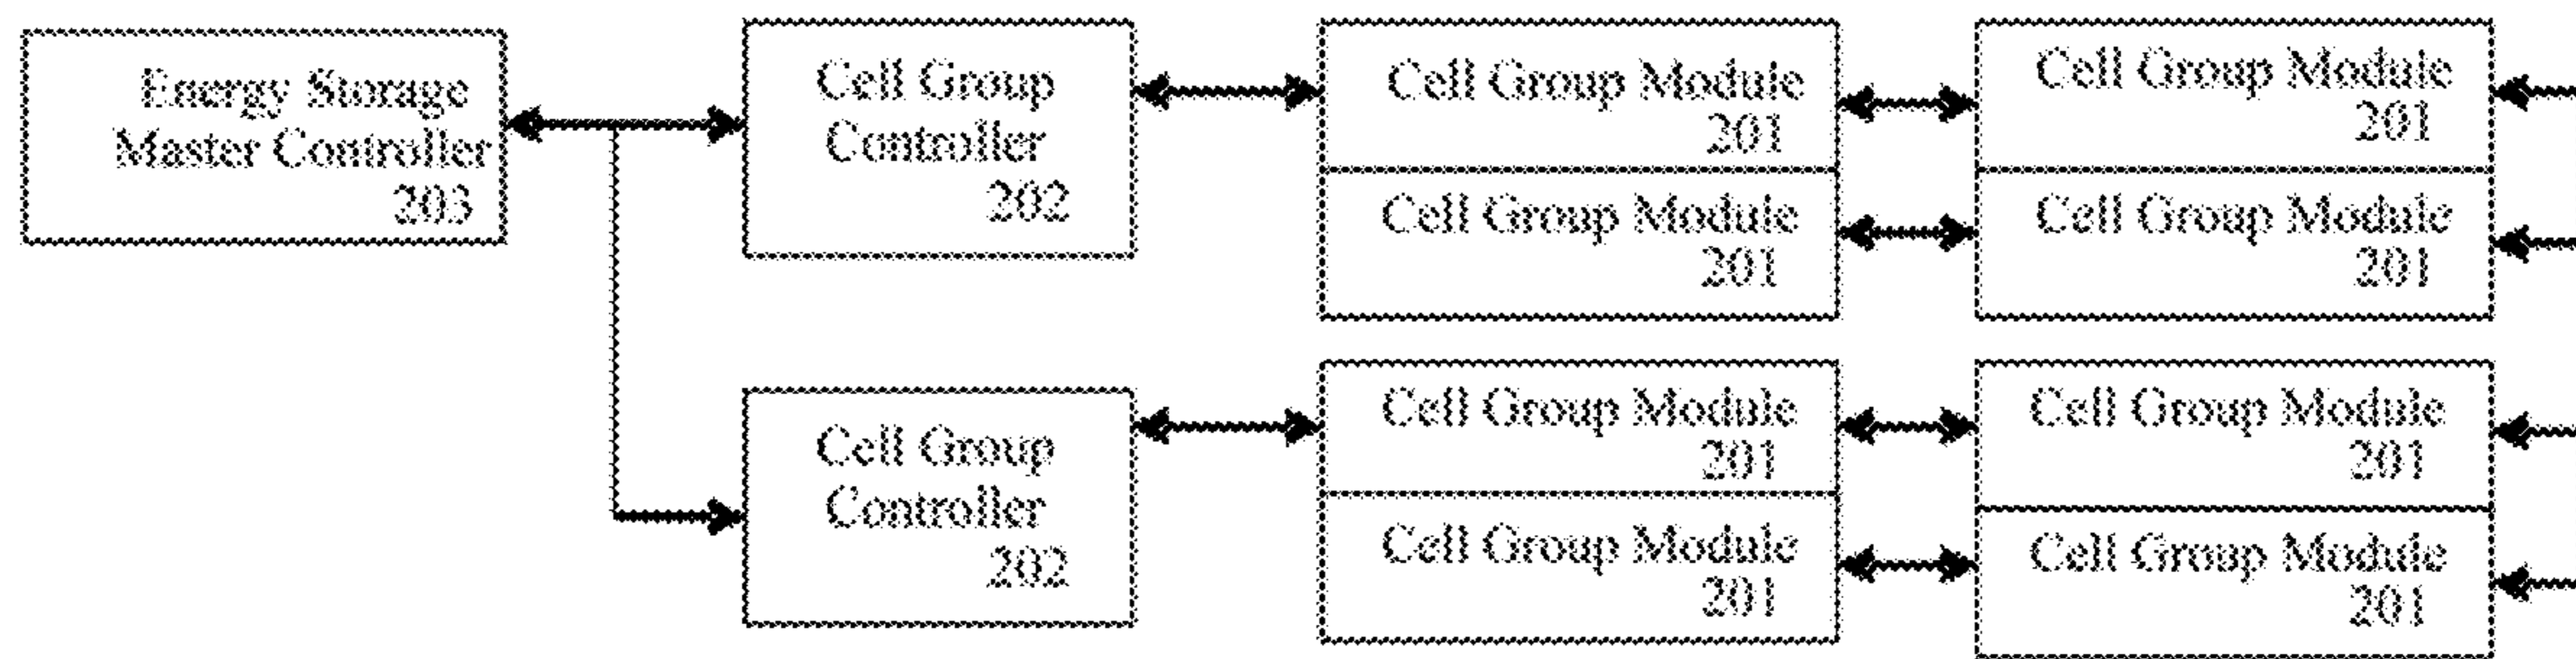 Energy Storage
Master Controller
203
Cell Group
Controller
202
Cell Group Module
201
Cell Group Module
201
Cell Group Module
201
Cell Group Module
201
Cell Group
Controller
202
Cell Group Module
201
Cell Group Module
201
Cell Group Module
201
Cell Group Module
201